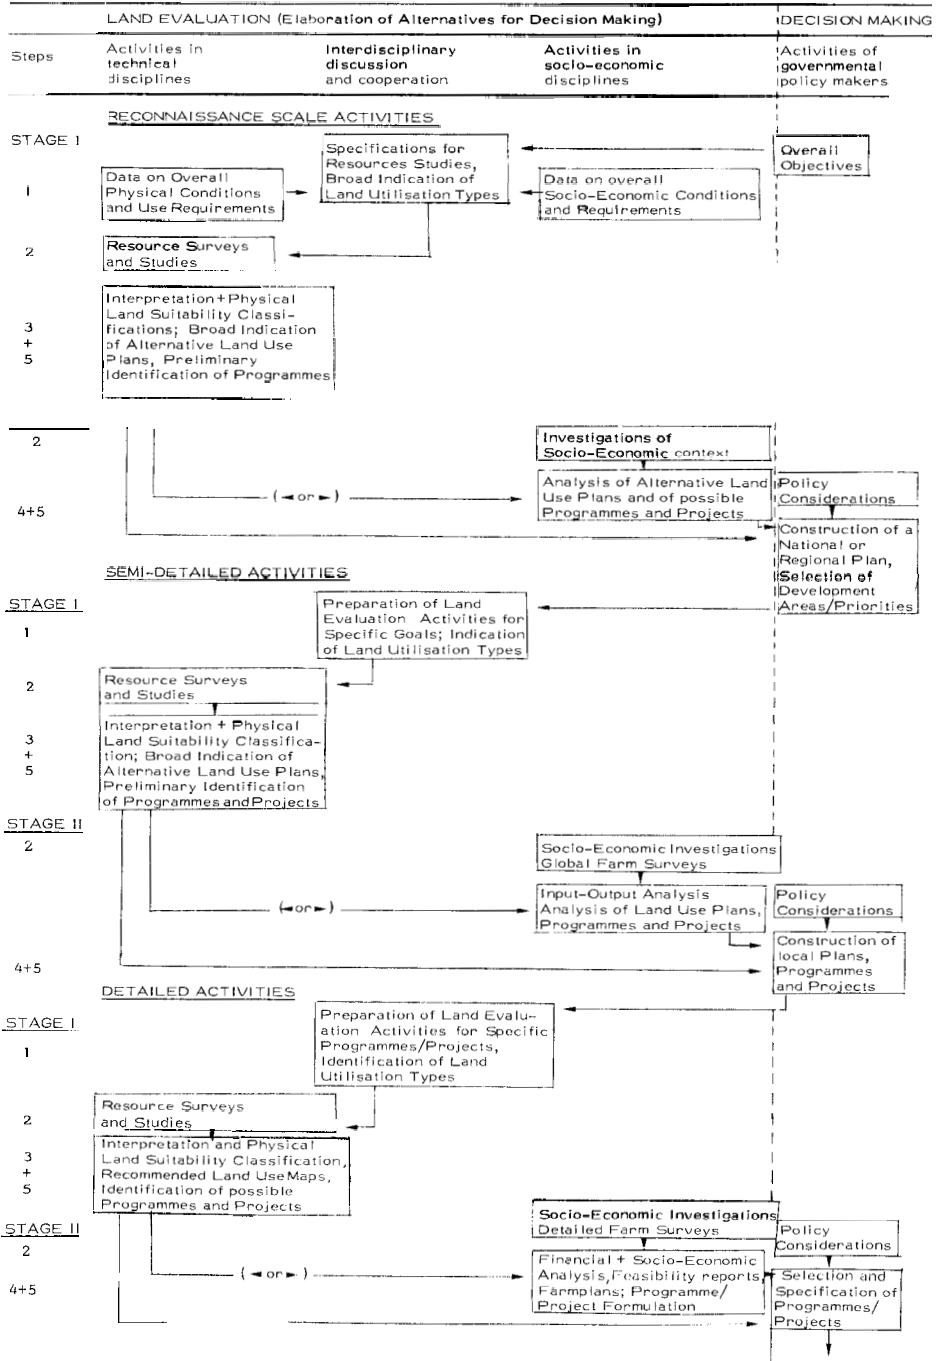 LAND EVALUATION (Elaboration of Alternatives for Decision Making)
DECISION MAKING
Steps
Activities in
technical
disciplines
Interdisciplinary
discussion
and cooperation
Activities in
socio-economic
disciplines
Activities of
governmental
policy makers
RECONNAISSANCE SCALE ACTIVITIES
STAGE I
Specifications for
Resources Studies,
Broad Indication of
Land Utilisation Types
Overall
Objectives
1
Data on Overall
Physical Conditions
and Use Requirements
Data on overall
Socio-Economic Conditions
and Requirements
2
Resource Surveys
and Studies
3
+
5
Interpretation+Physical
Land Suitability Classi-
fications; Broad Indication
of Alternative Land Use
Plans, Preliminary
Identification of Programmes
2
Investigations of
Socio-Economic context
4+5
(◄ or ►)
Analysis of Alternative Land
Use Plans and of possible
Programmes and Projects
Policy
Considerations
Construction of a
National or
Regional Plan,
Selection of
Development
Areas/Priorities
SEMI-DETAILED ACTIVITIES
STAGE I
1
Preparation of Land
Evaluation Activities for
Specific Goals; Indication
of Land Utilisation Types
2
Resource Surveys
and Studies
3
+
5
Interpretation + Physical
Land Suitability Classifica-
tion; Broad Indication of
Alternative Land Use Plans,
Preliminary Identification
of Programmes and Projects
STAGE II
2
Socio-Economic Investigations
Global Farm Surveys
(◄or►)
Input-Output Analysis
Analysis of Land Use Plans,
Programmes and Projects
Policy
Considerations
4+5
Construction of
local Plans,
Programmes
and Projects
DETAILED ACTIVITIES
STAGE I
1
Preparation of Land Evalu-
ation Activities for Specific
Programmes/Projects,
Identification of Land
Utilisation Types
2
Resource Surveys
and Studies
3
+
5
Interpretation and Physical
Land Suitability Classification,
Recommended Land Use Maps,
Identification of possible
Programmes and Projects
STAGE II
2
Socio-Economic Investigations
Detailed Farm Surveys
Policy
Considerations
4+5
(◄ or ►)
Financial + Socio-Economic
Analysis, Feasibility reports,
Farmplans; Programme/
Project Formulation
Selection and
Specification of
Programmes/
Projects